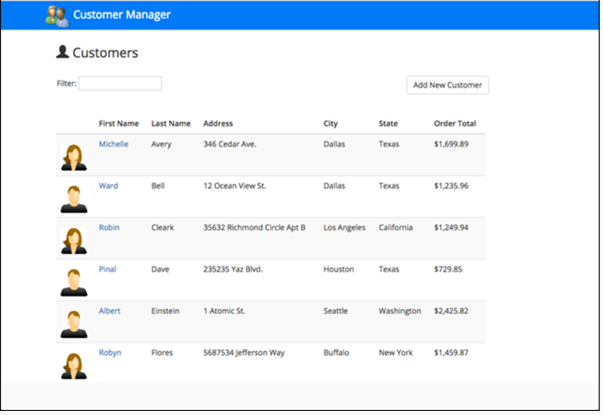 Customer Manager
Customers
Filter:
Add New Customer
First Name Last Name Address City State Order Total
Michelle Avery 346 Cedar Ave. Dallas Texas $1,699.89
Ward Bell 12 Ocean View St. Dallas Texas $1,235.96
Robin Cleark 35632 Richmond Circle Apt B Los Angeles California $1,249.94
Pinal Dave 235235 Yaz Blvd. Houston Texas $729.85
Albert Einstein 1 Atomic St. Seattle Washington $2,425.82
Robyn Flores 5687534 Jefferson Way Buffalo New York $1,459.87